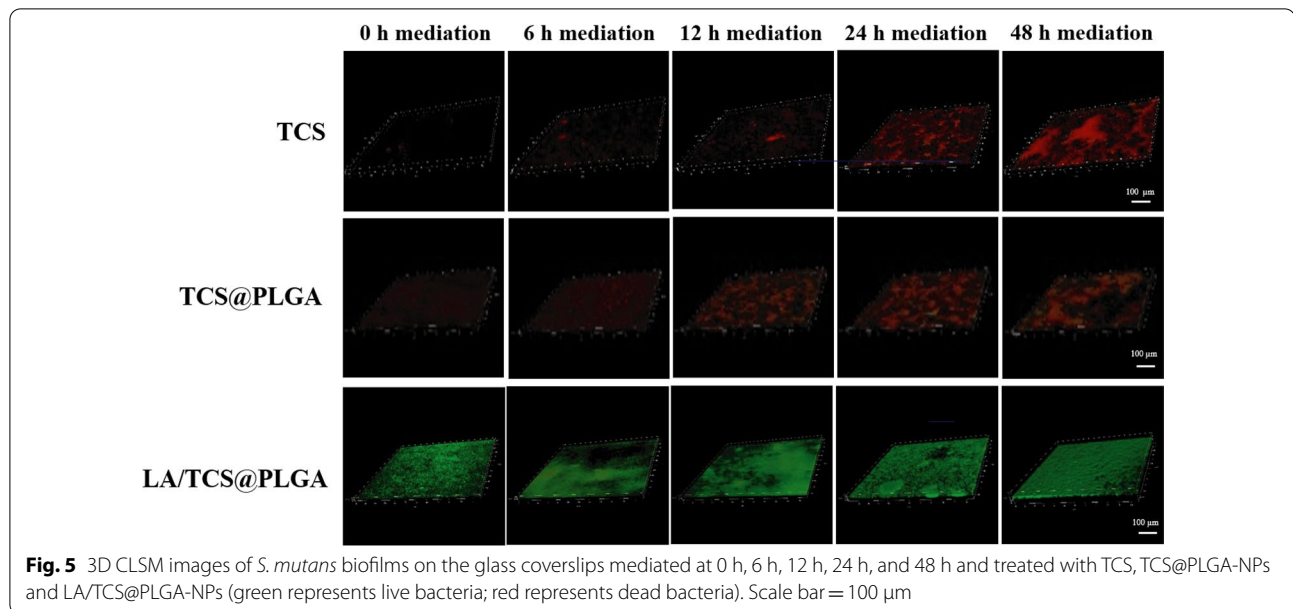 0 h mediation 6 h mediation 12 h mediation 24 h mediation 48 h mediation
TCS
100 µm
TCS@PLGA
100 µm
LA/TCS@PLGA
100 µm
Fig. 5 3D CLSM images of S. mutans biofilms on the glass coverslips mediated at 0 h, 6 h, 12 h, 24 h, and 48 h and treated with TCS, TCS@PLGA-NPs
and LA/TCS@PLGA-NPs (green represents live bacteria; red represents dead bacteria). Scale bar = 100 µm